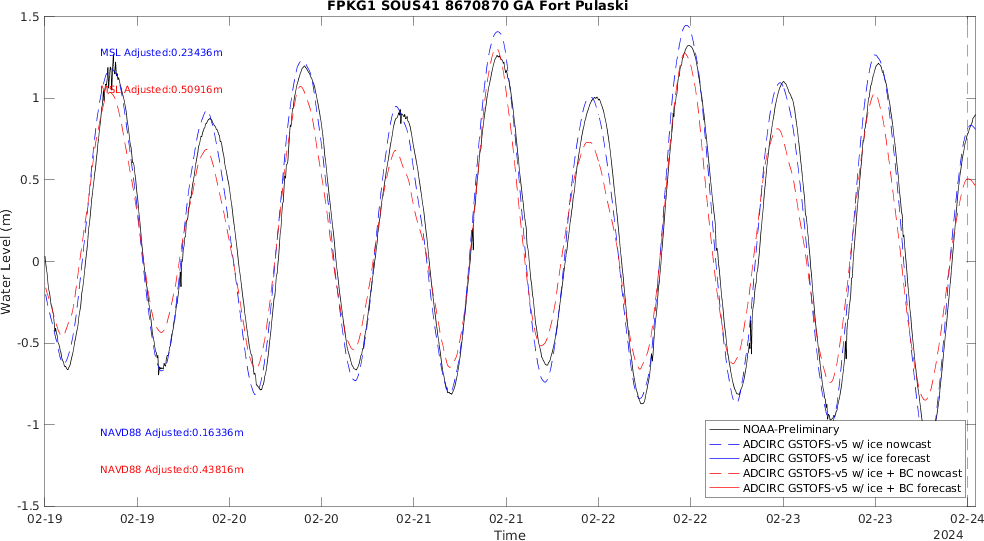 FPKG1 SOUS41 8670870 GA Fort Pulaski
1.5
1
0.5
0
-0.5
-1
-1.5
Water Level (m)
MSL Adjusted:0.23436m
MSL Adjusted:0.50916m
NAVD88 Adjusted:0.16336m
NAVD88 Adjusted:0.43816m
NOAA-Preliminary
ADCIRC GSTOFS-v5 w/ ice nowcast
ADCIRC GSTOFS-v5 w/ ice forecast
ADCIRC GSTOFS-v5 w/ ice + BC nowcast
ADCIRC GSTOFS-v5 w/ ice + BC forecast
02-19 02-19 02-20 02-20 02-21 02-21 02-22 02-22 02-23 02-23 02-24
Time
2024